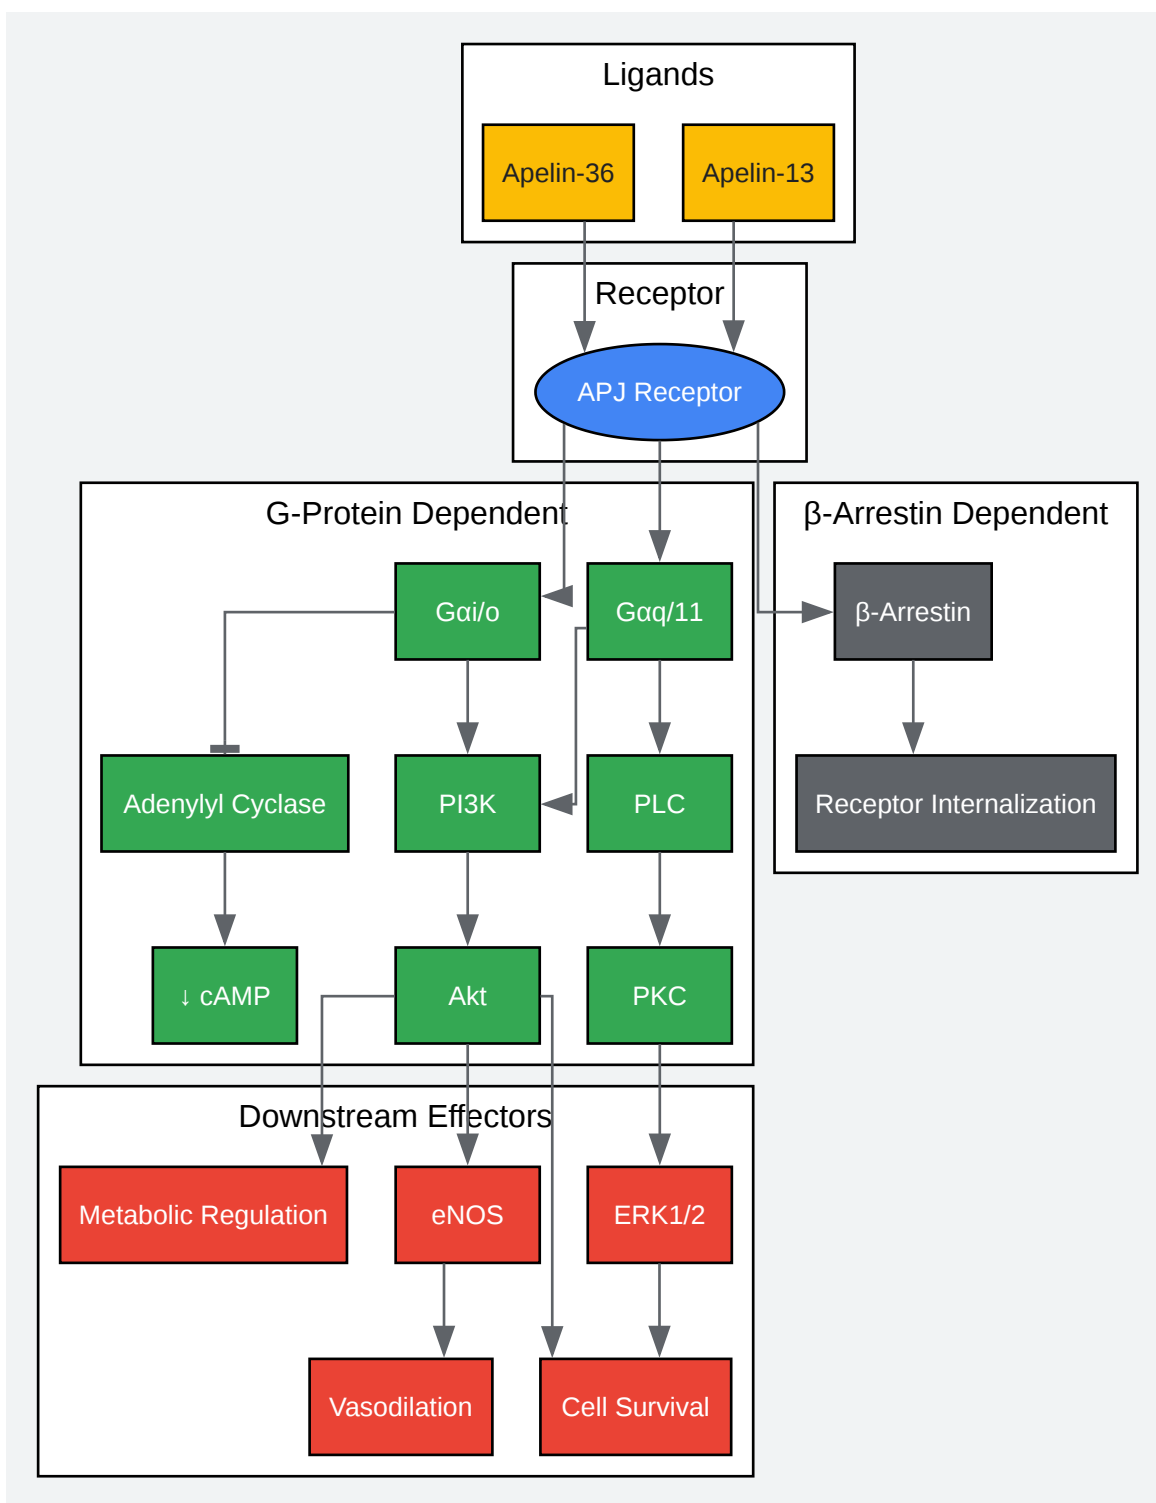 Ligands
Apelin-36
Apelin-13
Receptor
APJ Receptor
G-Protein Dependent
β-Arrestin Dependent
Gαi/o
Gαq/11
β-Arrestin
Adenylyl Cyclase
PI3K
PLC
Receptor Internalization
↓ cAMP
Akt
PKC
Downstream Effectors
Metabolic Regulation
eNOS
ERK1/2
Vasodilation
Cell Survival